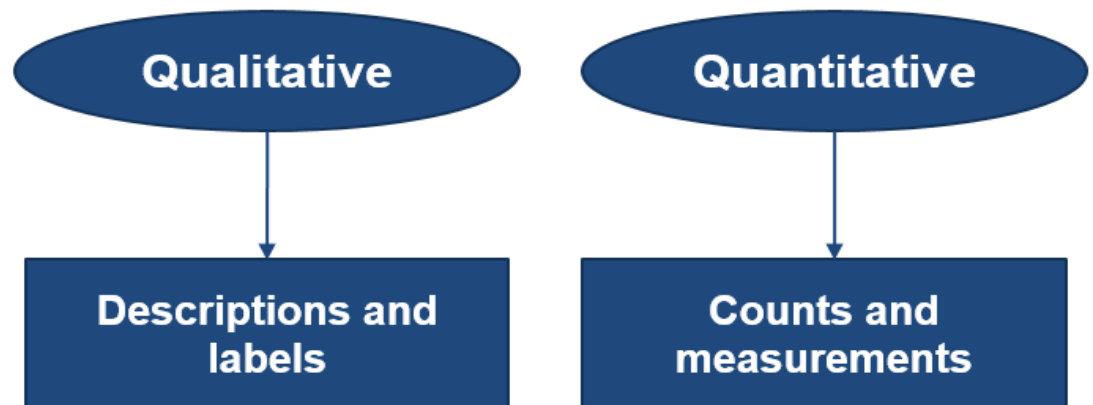 Qualitative
Quantitative
Descriptions and
labels
Counts and
measurements